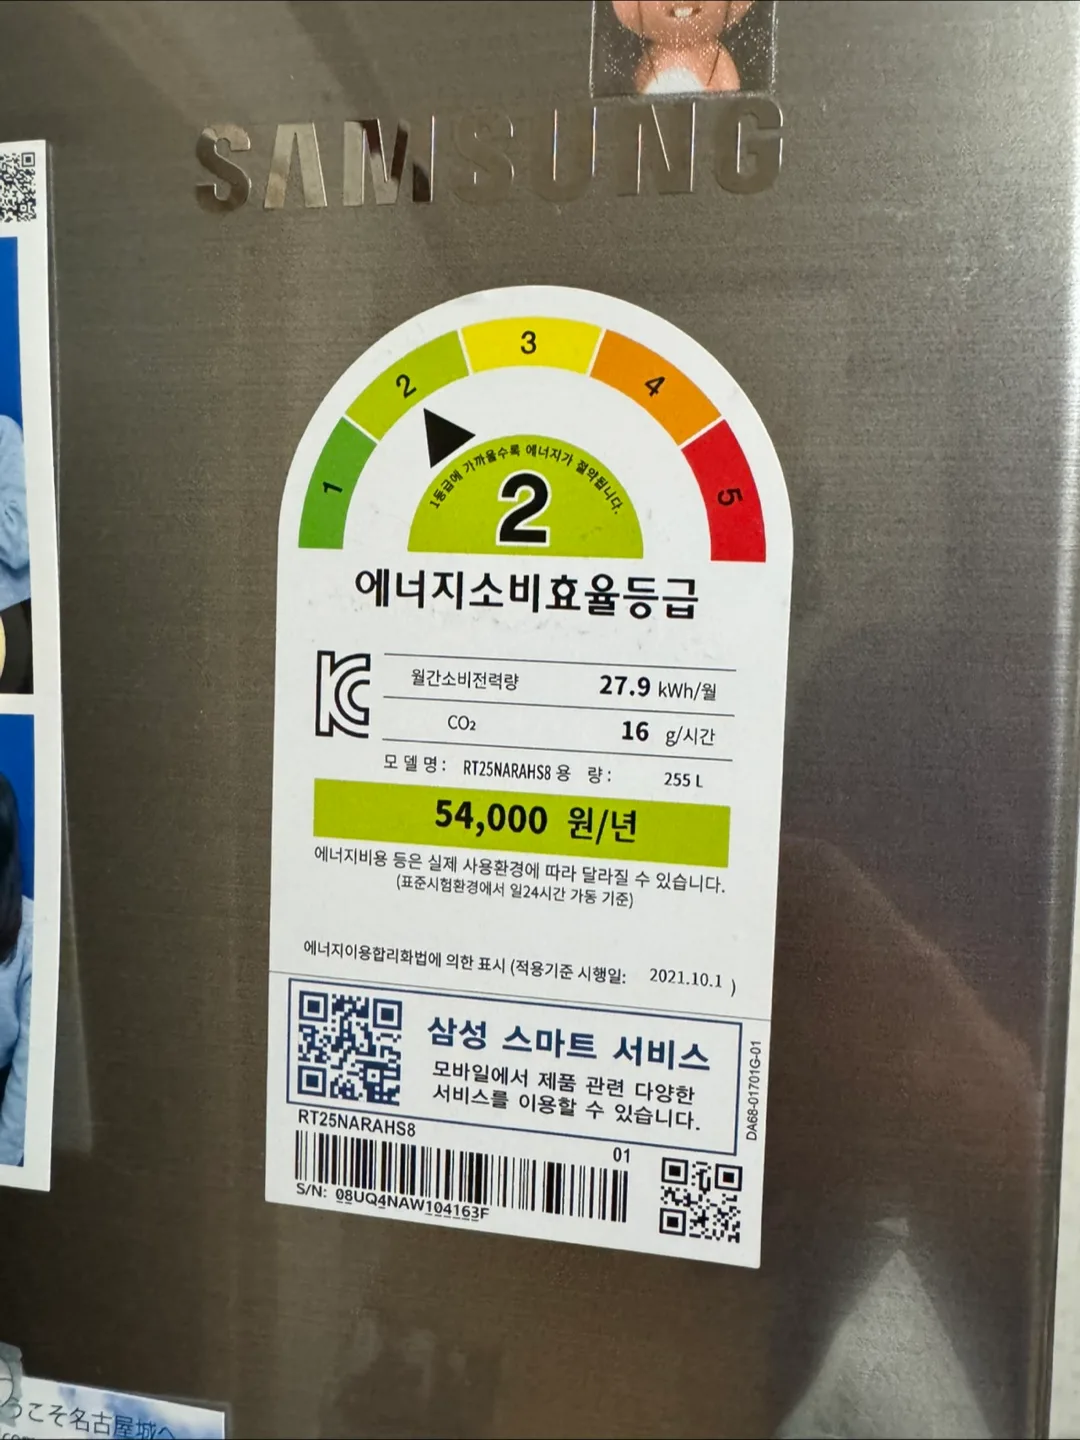 SAMSUNG
1
2
3
4
5
1등급에 가까울수록 에너지가 절약됩니다.
2
에너지소비효율등급
월간소비전력량 27.9 kWh/월
CO₂ 16 g/시간
모델명: RT25NARAHS8 용 량: 255 L
54,000 원/년
에너지비용 등은 실제 사용환경에 따라 달라질 수 있습니다.
(표준시험환경에서 일24시간 가동 기준)
에너지이용합리화법에 의한 표시 (적용기준 시행일: 2021.10.1 )
삼성 스마트 서비스
모바일에서 제품 관련 다양한
서비스를 이용할 수 있습니다.
DA68-01701G-01
RT25NARAHS8
01
S/N: 08UQ4NAW104163F
うこそ名古屋城へ